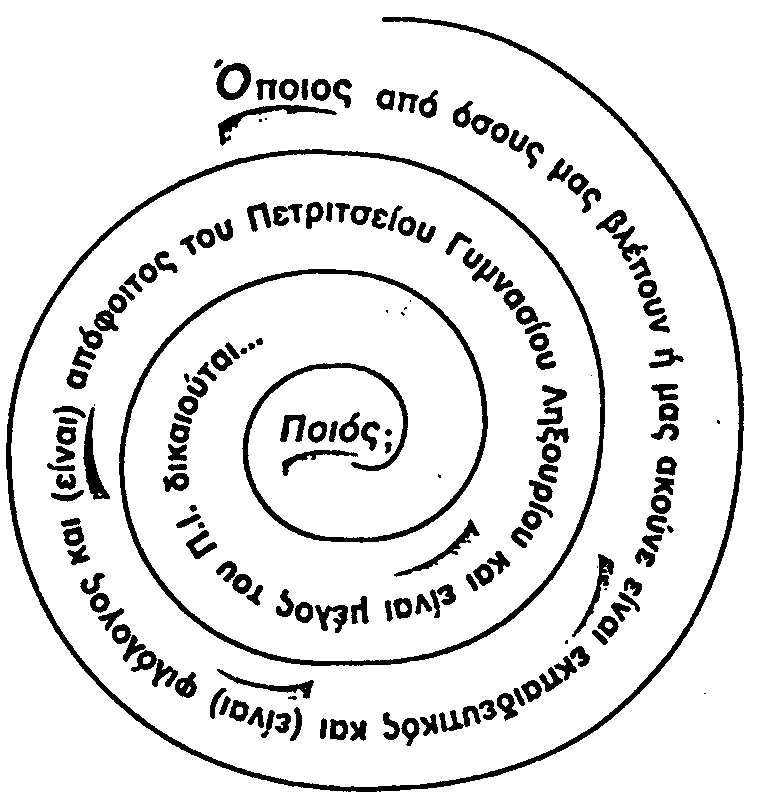 Όποιος από όσους μας βλέπουν ή μας ακούνε είναι εκπαιδευτικός και (είναι) φιλόλογος και (είναι) απόφοιτος του Πετριτσείου Γυμνασίου Ληξουρίου και είναι μέλος του Π.Ι. δικαιούται...
Ποιός;